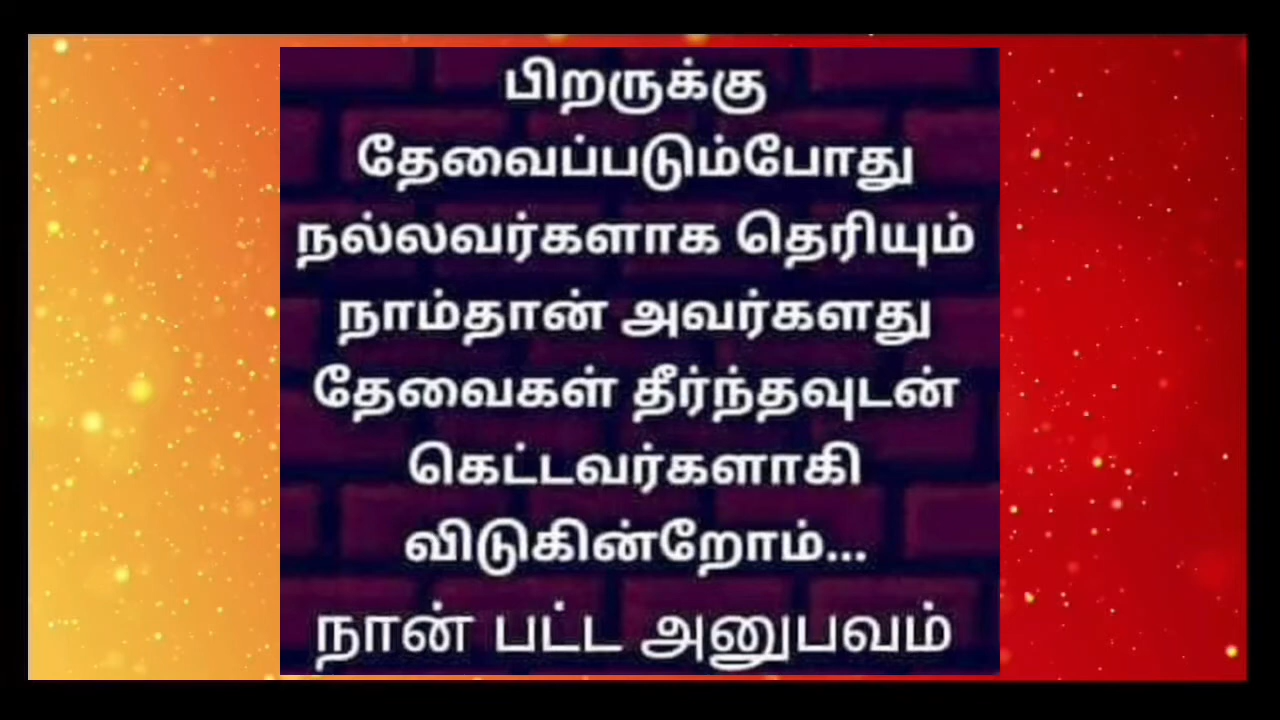 பிறருக்கு
தேவைப்படும்போது
நல்லவர்களாக தெரியும்
நாம்தான் அவர்களது
தேவைகள் தீர்ந்தவுடன்
கெட்டவர்களாகி
விடுகின்றோம்...
நான் பட்ட அனுபவம்